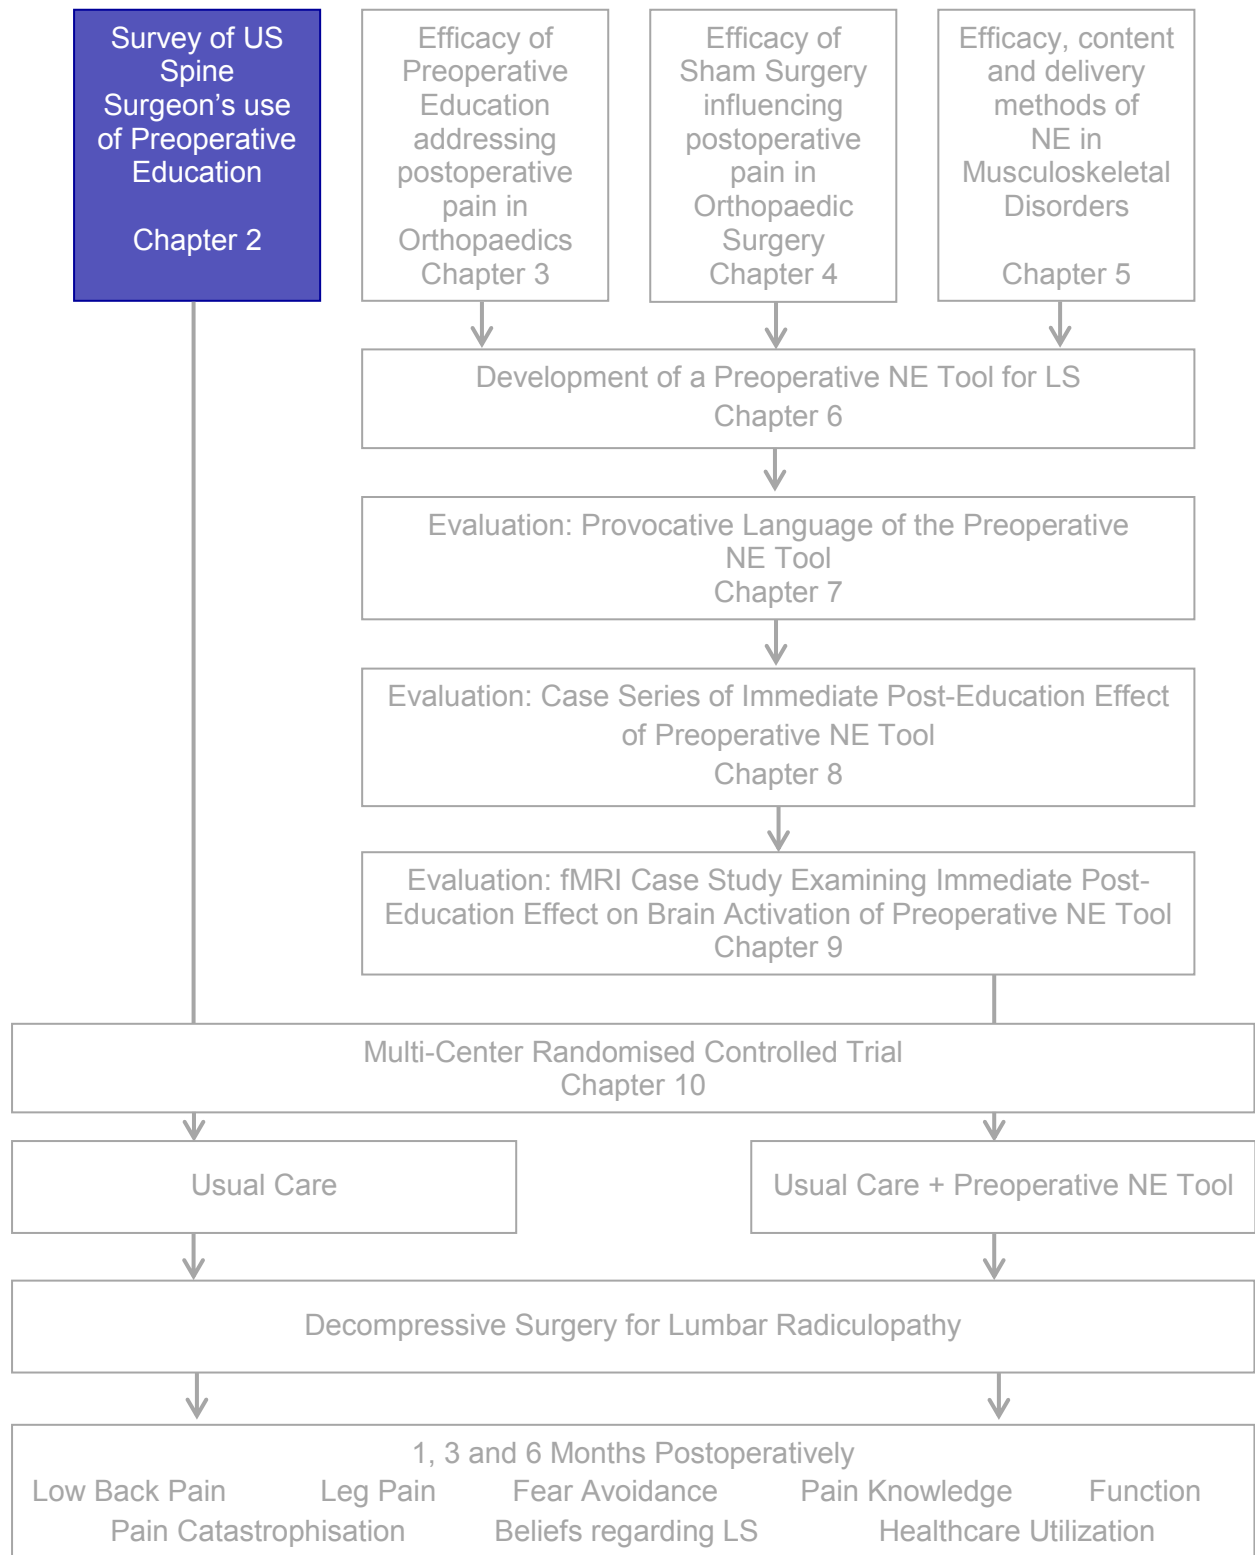 Survey of US
Spine
Surgeon's use
of Preoperative
Education
Chapter 2
Efficacy of
Preoperative
Education
addressing
postoperative
pain in
Orthopaedics
Chapter 3
Efficacy of
Sham Surgery
influencing
postoperative
pain in
Orthopaedic
Surgery
Chapter 4
Efficacy, content
and delivery
methods of
NE in
Musculoskeletal
Disorders
Chapter 5
Development of a Preoperative NE Tool for LS
Chapter 6
Evaluation: Provocative Language of the Preoperative
NE Tool
Chapter 7
Evaluation: Case Series of Immediate Post-Education Effect
of Preoperative NE Tool
Chapter 8
Evaluation: fMRI Case Study Examining Immediate Post-
Education Effect on Brain Activation of Preoperative NE Tool
Chapter 9
Multi-Center Randomised Controlled Trial
Chapter 10
Usual Care
Usual Care + Preoperative NE Tool
Decompressive Surgery for Lumbar Radiculopathy
1, 3 and 6 Months Postoperatively
Low Back Pain Leg Pain Fear Avoidance Pain Knowledge Function
Pain Catastrophisation Beliefs regarding LS Healthcare Utilization